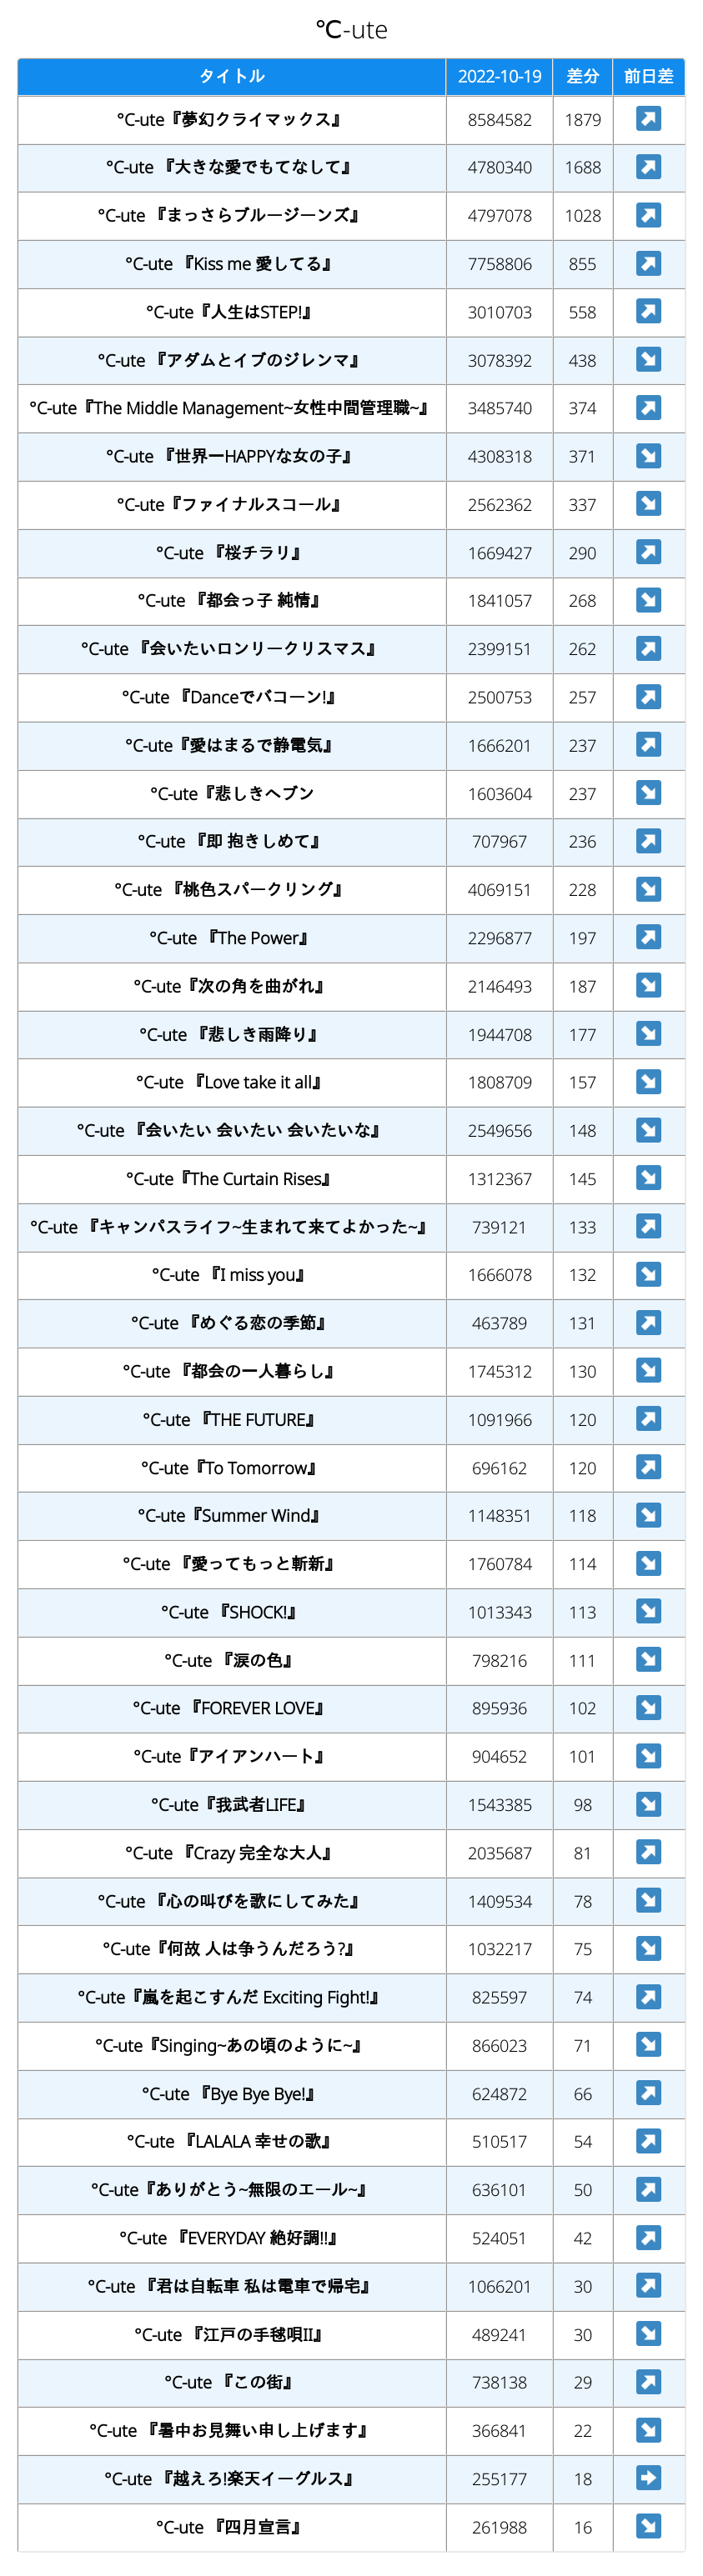 ℃-ute
タイトル 2022-10-19 差分 前日差
°C-ute『夢幻クライマックス』 8584582 1879 ↗
°C-ute 『大きな愛でもてなして』 4780340 1688 ↗
°C-ute 『まっさらブルージーンズ』 4797078 1028 ↗
°C-ute 『Kiss me 愛してる』 7758806 855 ↗
°C-ute『人生はSTEP!』 3010703 558 ↗
°C-ute 『アダムとイブのジレンマ』 3078392 438 ↘
°C-ute『The Middle Management~女性中間管理職~』 3485740 374 ↗
°C-ute 『世界一HAPPYな女の子』 4308318 371 ↘
°C-ute『ファイナルスコール』 2562362 337 ↘
°C-ute 『桜チラリ』 1669427 290 ↗
°C-ute 『都会っ子 純情』 1841057 268 ↘
°C-ute 『会いたいロンリークリスマス』 2399151 262 ↗
°C-ute 『Danceでバコーン!』 2500753 257 ↗
°C-ute『愛はまるで静電気』 1666201 237 ↗
°C-ute『悲しきヘブン 1603604 237 ↘
°C-ute 『即 抱きしめて』 707967 236 ↗
°C-ute 『桃色スパークリング』 4069151 228 ↘
°C-ute 『The Power』 2296877 197 ↗
°C-ute『次の角を曲がれ』 2146493 187 ↘
°C-ute 『悲しき雨降り』 1944708 177 ↘
°C-ute 『Love take it all』 1808709 157 ↘
°C-ute 『会いたい 会いたい 会いたいな』 2549656 148 ↘
°C-ute『The Curtain Rises』 1312367 145 ↘
°C-ute 『キャンパスライフ~生まれて来てよかった~』 739121 133 ↗
°C-ute 『I miss you』 1666078 132 ↘
°C-ute 『めぐる恋の季節』 463789 131 ↗
°C-ute 『都会の一人暮らし』 1745312 130 ↘
°C-ute 『THE FUTURE』 1091966 120 ↗
°C-ute『To Tomorrow』 696162 120 ↗
°C-ute『Summer Wind』 1148351 118 ↘
°C-ute 『愛ってもっと斬新』 1760784 114 ↘
°C-ute 『SHOCK!』 1013343 113 ↘
°C-ute 『涙の色』 798216 111 ↘
°C-ute 『FOREVER LOVE』 895936 102 ↘
°C-ute『アイアンハート』 904652 101 ↘
°C-ute『我武者LIFE』 1543385 98 ↘
°C-ute 『Crazy 完全な大人』 2035687 81 ↗
°C-ute 『心の叫びを歌にしてみた』 1409534 78 ↘
°C-ute『何故 人は争うんだろう?』 1032217 75 ↘
°C-ute『嵐を起こすんだ Exciting Fight!』 825597 74 ↗
°C-ute『Singing~あの頃のように~』 866023 71 ↘
°C-ute 『Bye Bye Bye!』 624872 66 ↗
°C-ute 『LALALA 幸せの歌』 510517 54 ↗
°C-ute『ありがとう~無限のエール~』 636101 50 ↗
°C-ute 『EVERYDAY 絶好調!!』 524051 42 ↗
°C-ute 『君は自転車 私は電車で帰宅』 1066201 30 ↗
°C-ute 『江戸の手毬唄II』 489241 30 ↘
°C-ute 『この街』 738138 29 ↗
°C-ute 『暑中お見舞い申し上げます』 366841 22 ↘
°C-ute 『越えろ!楽天イーグルス』 255177 18 →
°C-ute 『四月宣言』 261988 16 ↘